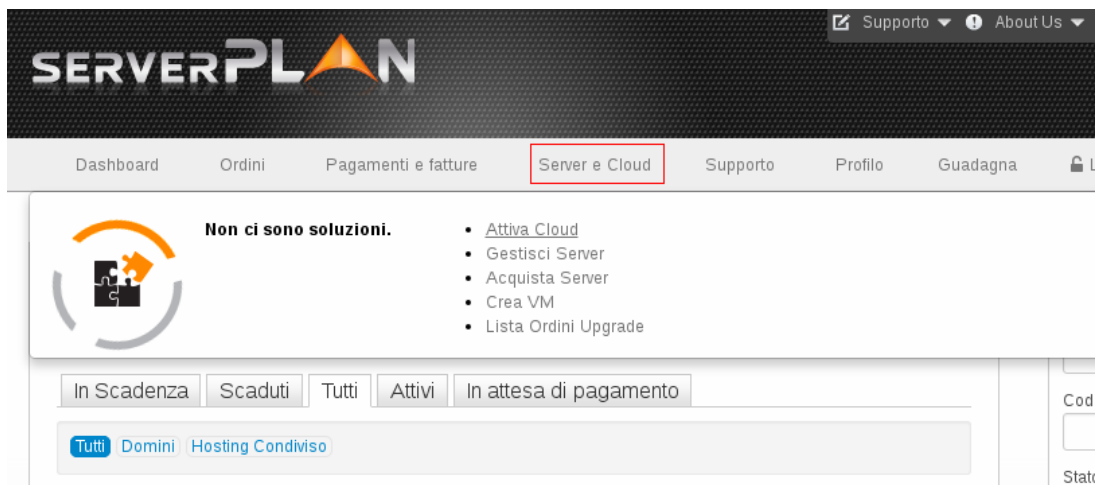 Supporto About Us
SERVERPLAN
Dashboard Ordini Pagamenti e fatture Server e Cloud Supporto Profilo Guadagna
Non ci sono soluzioni.
Attiva Cloud
Gestisci Server
Acquista Server
Crea VM
Lista Ordini Upgrade
In Scadenza Scaduti Tutti Attivi In attesa di pagamento
Cod
Tutti Domini Hosting Condiviso